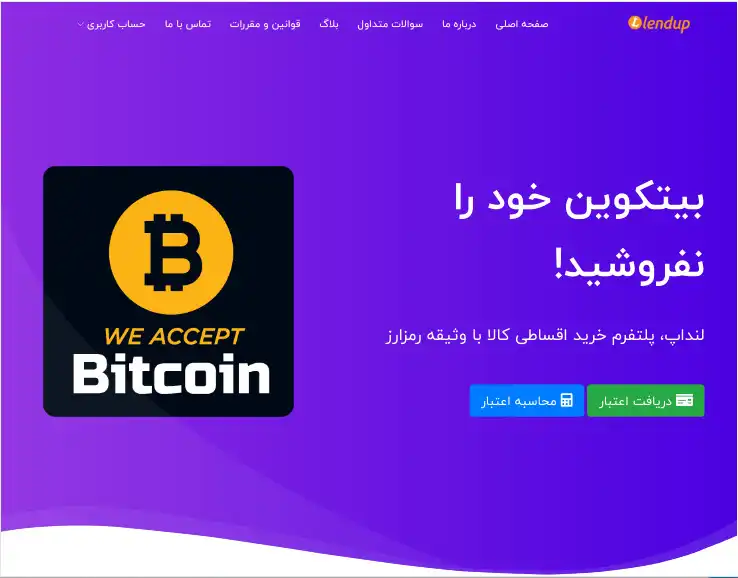 lendup
صفحه اصلی
درباره ما
سوالات متداول
بلاگ
قوانین و مقررات
تماس با ما
حساب کاربری
بیتکوین خود را
نفروشید!
لنداپ، پلتفرم خرید اقساطی کالا با وثیقه رمزارز
دریافت اعتبار
محاسبه اعتبار
WE ACCEPT
Bitcoin